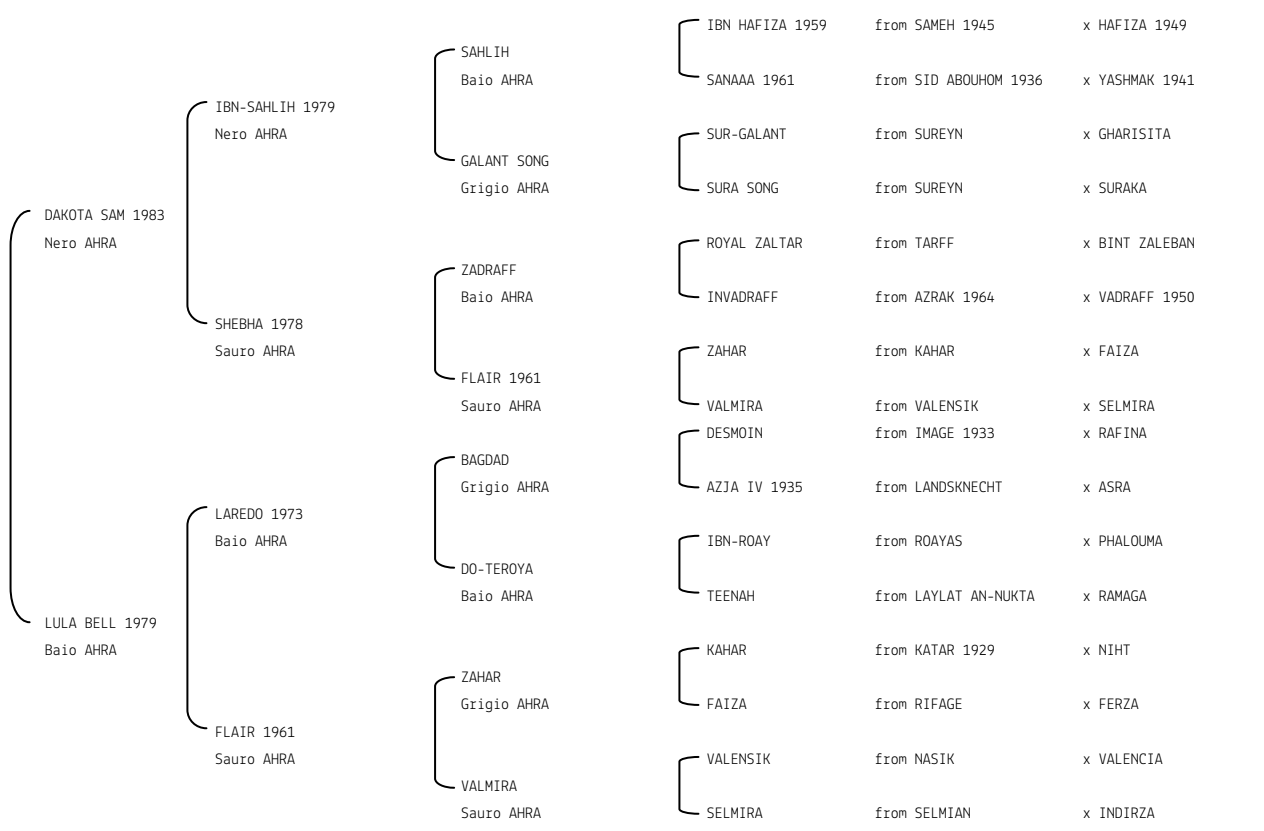 IBN HAFIZA 1959 from SAMEH 1945 x HAFIZA 1949
SAHLIH
Baio AHRA SANAAA 1961 from SID ABOUHOM 1936 x YASHMAK 1941
IBN-SAHLIH 1979
Nero AHRA SUR-GALANT from SUREYN x GHARISITA
GALANT SONG
Grigio AHRA SURA SONG from SUREYN x SURAKA
DAKOTA SAM 1983
Nero AHRA ROYAL ZALTAR from TARFF x BINT ZALEBAN
ZADRAFF
Baio AHRA INVADRAFF from AZRAK 1964 x VADRAFF 1950
SHEBHA 1978
Sauro AHRA ZAHAR from KAHAR x FAIZA
FLAIR 1961
Sauro AHRA VALMIRA from VALENSIK x SELMIRA
DESMOIN from IMAGE 1933 x RAFINA
BAGDAD
Grigio AHRA AZJA IV 1935 from LANDSKNECHT x ASRA
LAREDO 1973
Baio AHRA IBN-ROAY from ROAYAS x PHALOUMA
DO-TEROYA
Baio AHRA TEENAH from LAYLAT AN-NUKTA x RAMAGA
LULA BELL 1979
Baio AHRA KAHAR from KATAR 1929 x NIHT
ZAHAR
Grigio AHRA FAIZA from RIFAGE x FERZA
FLAIR 1961
Sauro AHRA VALENSIK from NASIK x VALENCIA
VALMIRA
Sauro AHRA SELMIRA from SELMIAN x INDIRZA